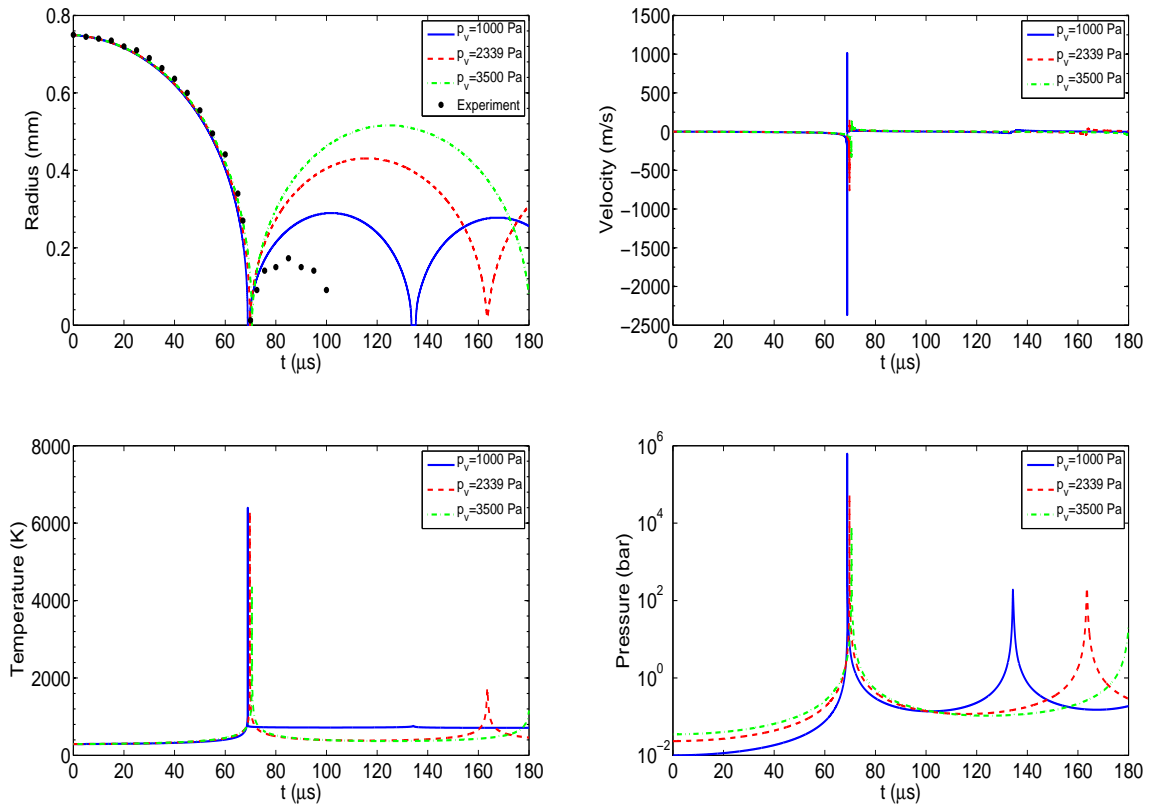 0.8
0.6
0.4
0.2
0
Radius (mm)
p_v=1000 Pa
p_v=2339 Pa
p_v=3500 Pa
Experiment
0 20 40 60 80 100 120 140 160 180
t (μs)
1500
1000
500
0
−500
−1000
−1500
−2000
−2500
Velocity (m/s)
p_v=1000 Pa
p_v=2339 Pa
p_v=3500 Pa
0 20 40 60 80 100 120 140 160 180
t (μs)
8000
6000
4000
2000
0
Temperature (K)
p_v=1000 Pa
p_v=2339 Pa
p_v=3500 Pa
0 20 40 60 80 100 120 140 160 180
t (μs)
10^6
10^4
10^2
10^0
10^−2
Pressure (bar)
p_v=1000 Pa
p_v=2339 Pa
p_v=3500 Pa
0 20 40 60 80 100 120 140 160 180
t (μs)